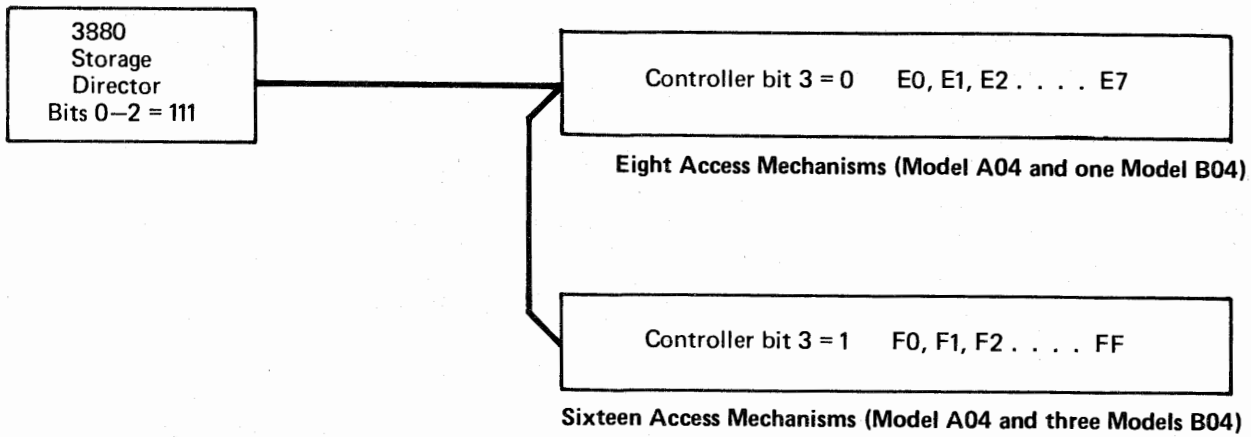 3880
Storage
Director
Bits 0–2 = 111
Controller bit 3 = 0 E0, E1, E2 . . . . E7
Eight Access Mechanisms (Model A04 and one Model B04)
Controller bit 3 = 1 F0, F1, F2 . . . . FF
Sixteen Access Mechanisms (Model A04 and three Models B04)